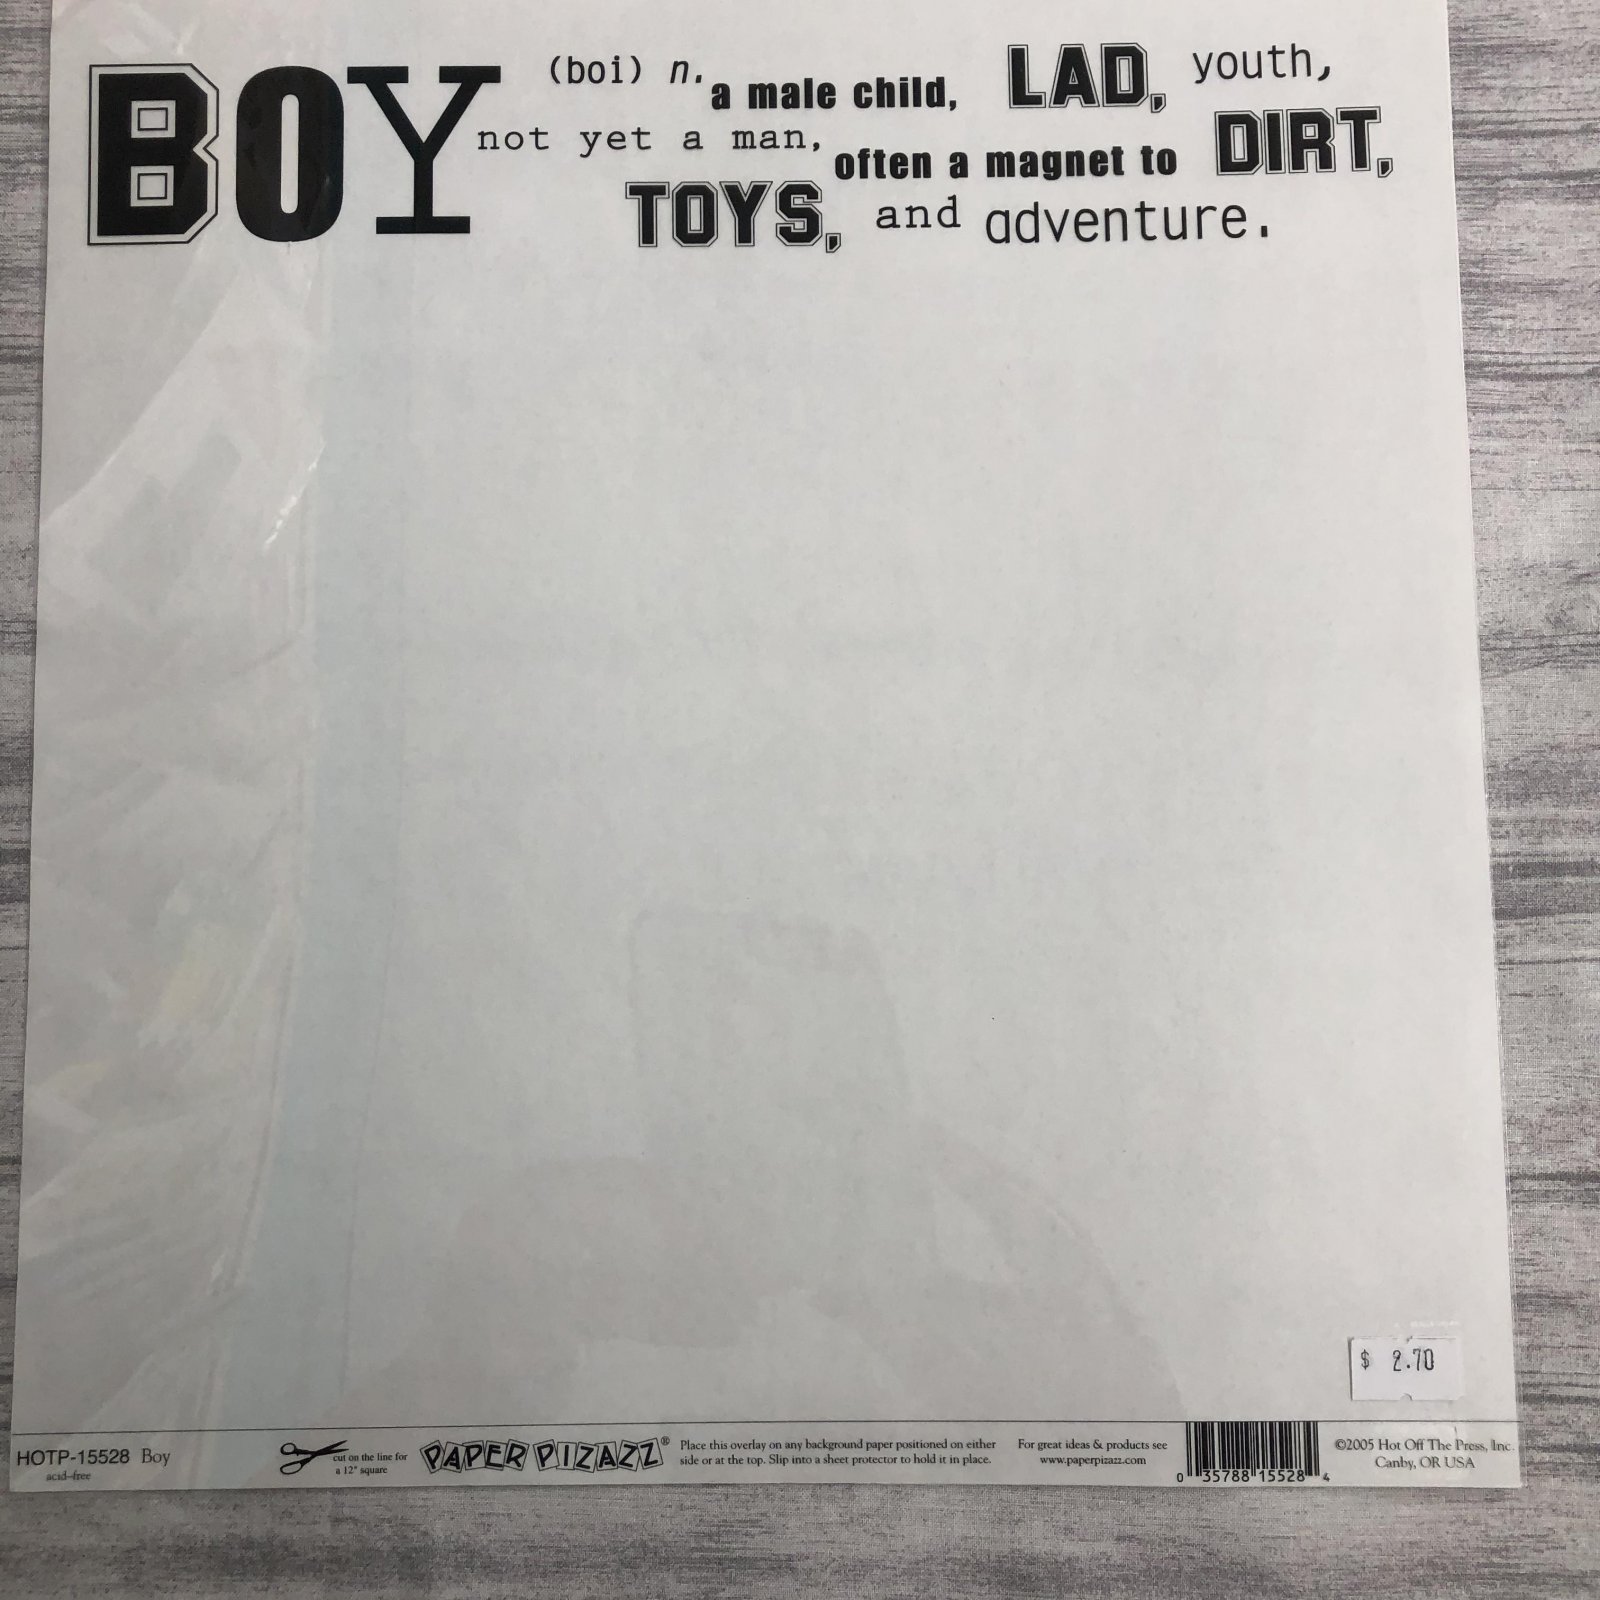 BOY (boi) n. a male child, LAD, youth,
not yet a man, often a magnet to DIRT,
TOYS, and adventure.
$ 2.70
HOTP-15528 Boy
acid-free
cut on the line for
a 12" square
PAPER PIZAZZ®
Place this overlay on any background paper positioned on either
side or at the top. Slip into a sheet protector to hold it in place.
For great ideas & products see
www.paperpizazz.com
0 35788 15528 4
©2005 Hot Off The Press, Inc.
Canby, OR USA